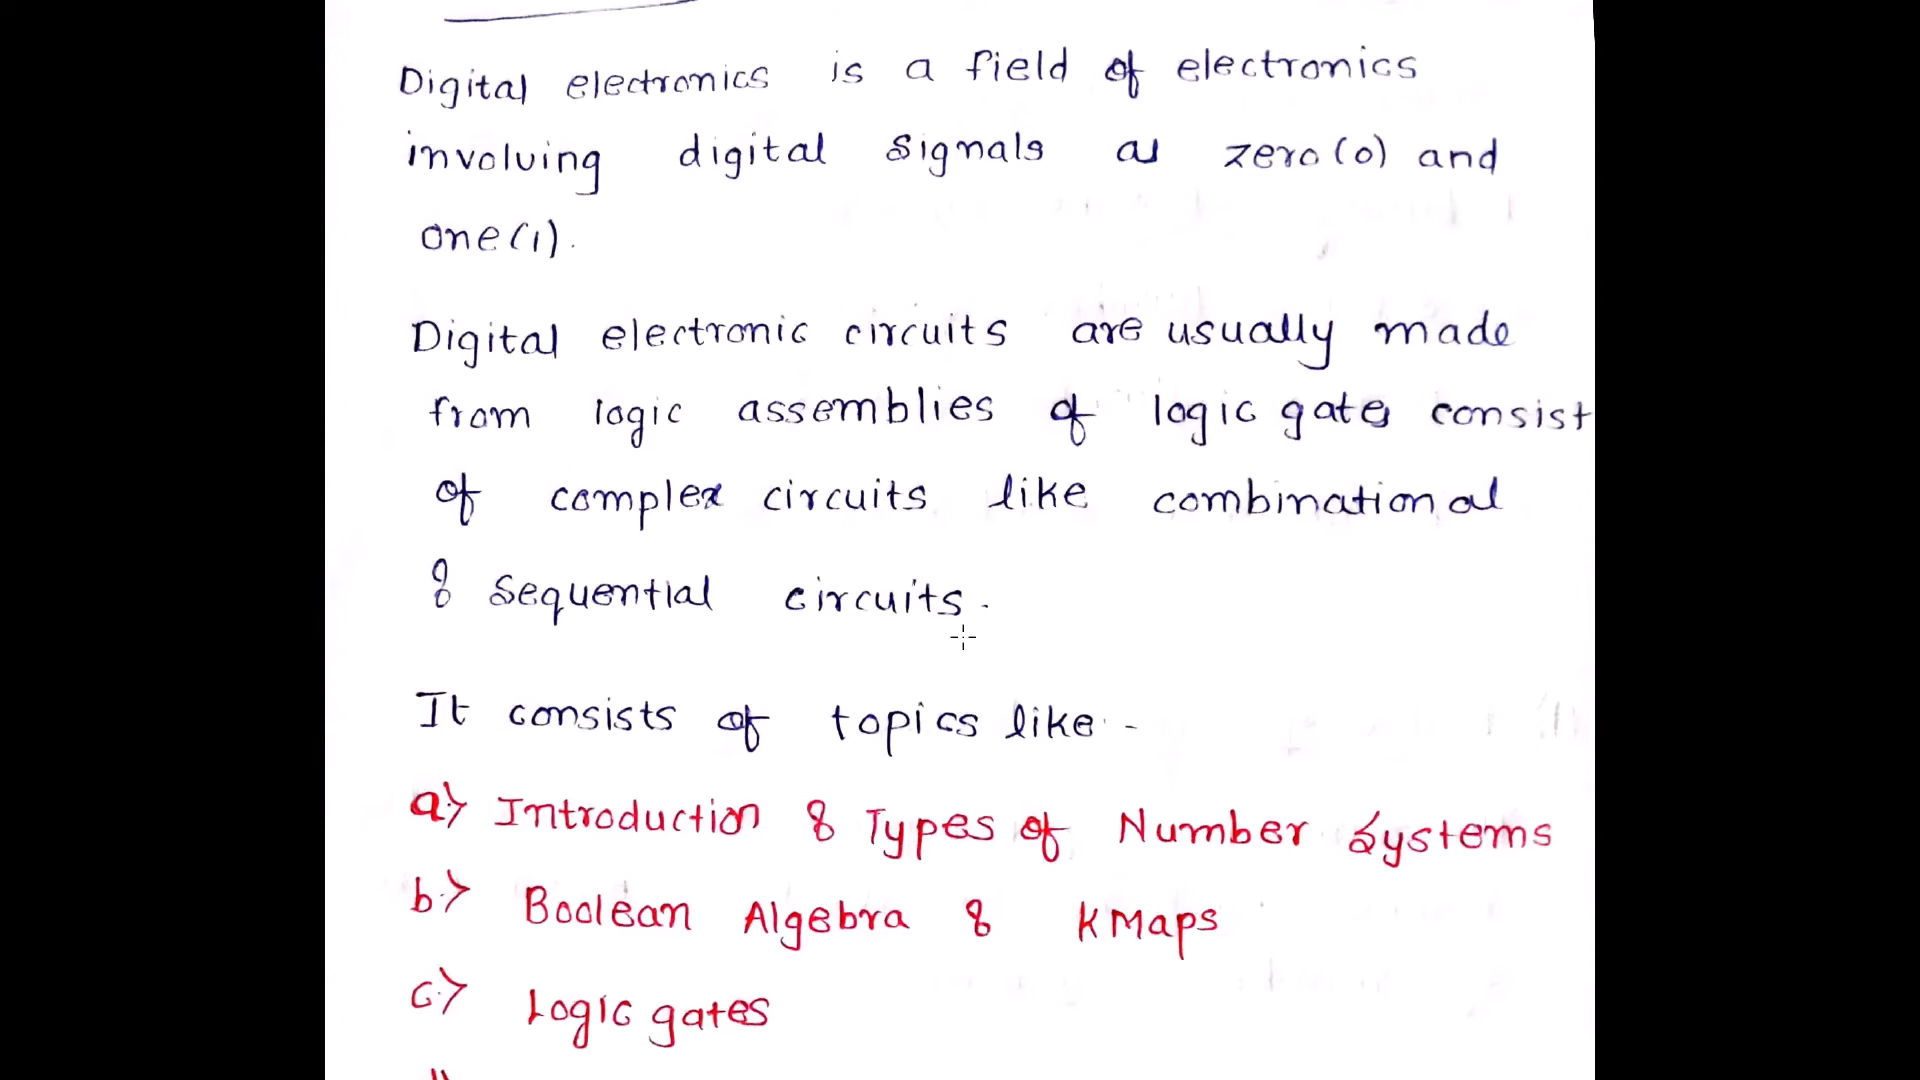 Digital electronics is a field of electronics
involving digital signals as zero(0) and
one(1).
Digital electronic circuits are usually made
from logic assemblies of logic gates consist
of complex circuits like combinational
& sequential circuits.
It consists of topics like -
a.> Introduction & Types of Number Systems
b.> Boolean Algebra & KMaps
c.> Logic gates